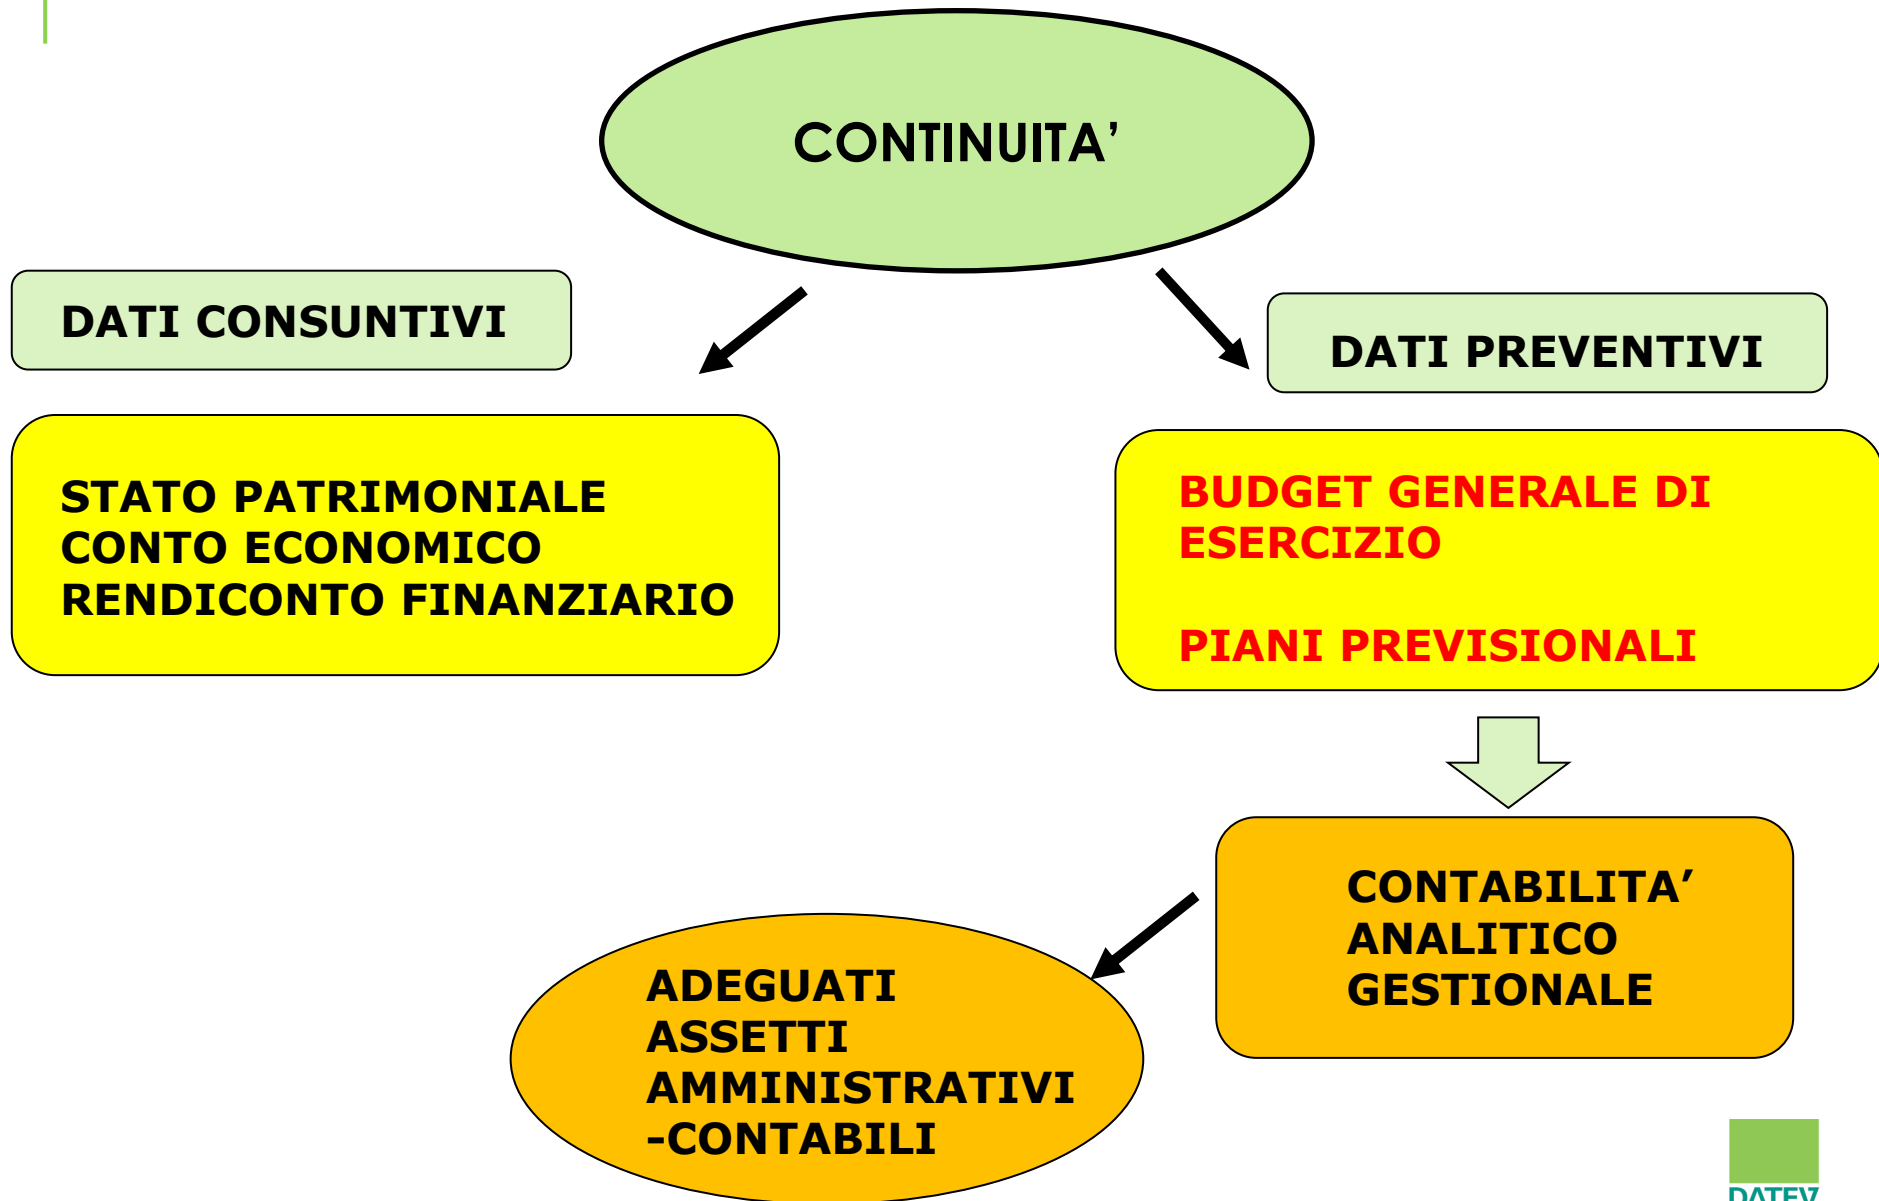 CONTINUITA’
DATI CONSUNTIVI
DATI PREVENTIVI
STATO PATRIMONIALE
CONTO ECONOMICO
RENDICONTO FINANZIARIO
BUDGET GENERALE DI
ESERCIZIO
PIANI PREVISIONALI
CONTABILITA’
ANALITICO
GESTIONALE
ADEGUATI
ASSETTI
AMMINISTRATIVI
-CONTABILI
DATEV